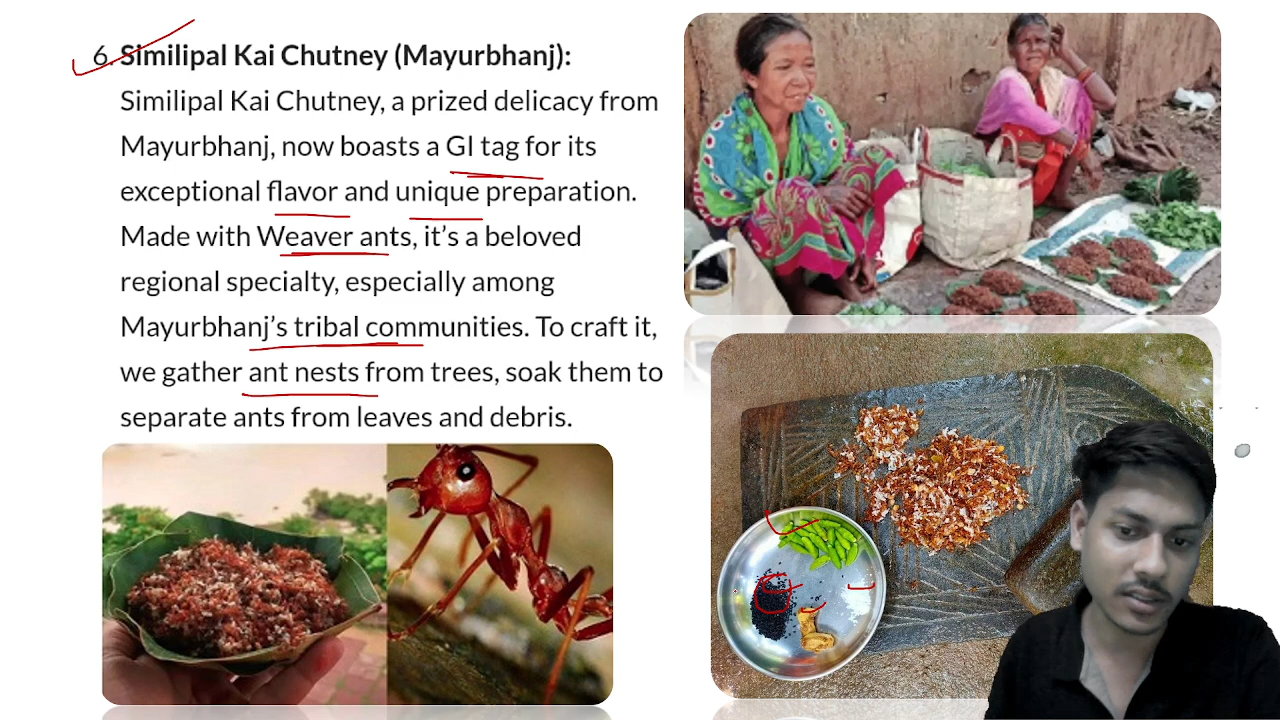 6. Similipal Kai Chutney (Mayurbhanj):
Similipal Kai Chutney, a prized delicacy from
Mayurbhanj, now boasts a GI tag for its
exceptional flavor and unique preparation.
Made with Weaver ants, it’s a beloved
regional specialty, especially among
Mayurbhanj’s tribal communities. To craft it,
we gather ant nests from trees, soak them to
separate ants from leaves and debris.